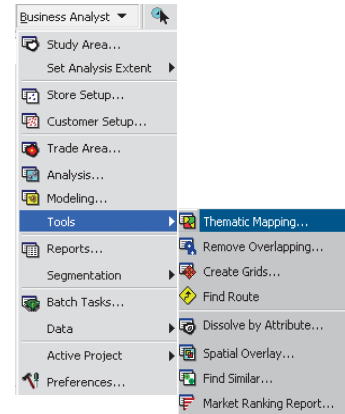 Business Analyst
Study Area...
Set Analysis Extent
Store Setup...
Customer Setup...
Trade Area...
Analysis...
Modeling...
Tools
Thematic Mapping...
Reports...
Remove Overlapping...
Segmentation
Create Grids...
Batch Tasks...
Find Route
Data
Dissolve by Attribute...
Active Project
Spatial Overlay...
Preferences...
Find Similar...
Market Ranking Report...